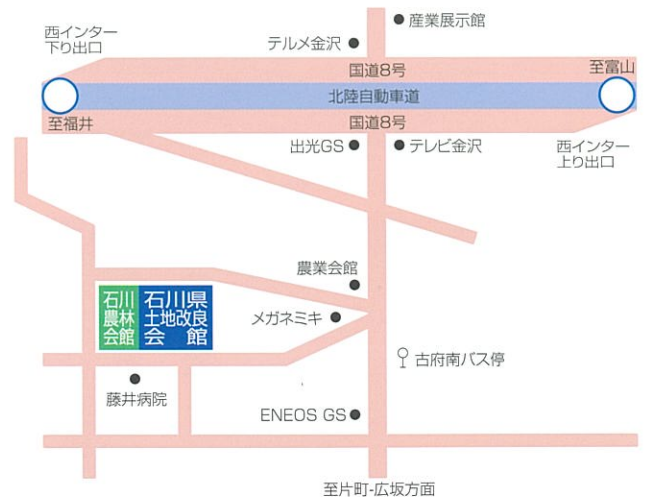 産業展示館
西インター
下り出口
テルメ金沢
国道8号
至富山
北陸自動車道
至福井
国道8号
出光GS
テレビ金沢
西インター
上り出口
農業会館
石川
農林
会館
石川県
土地改良
会館
メガネミキ
古府南バス停
藤井病院
ENEOS GS
至片町-広坂方面